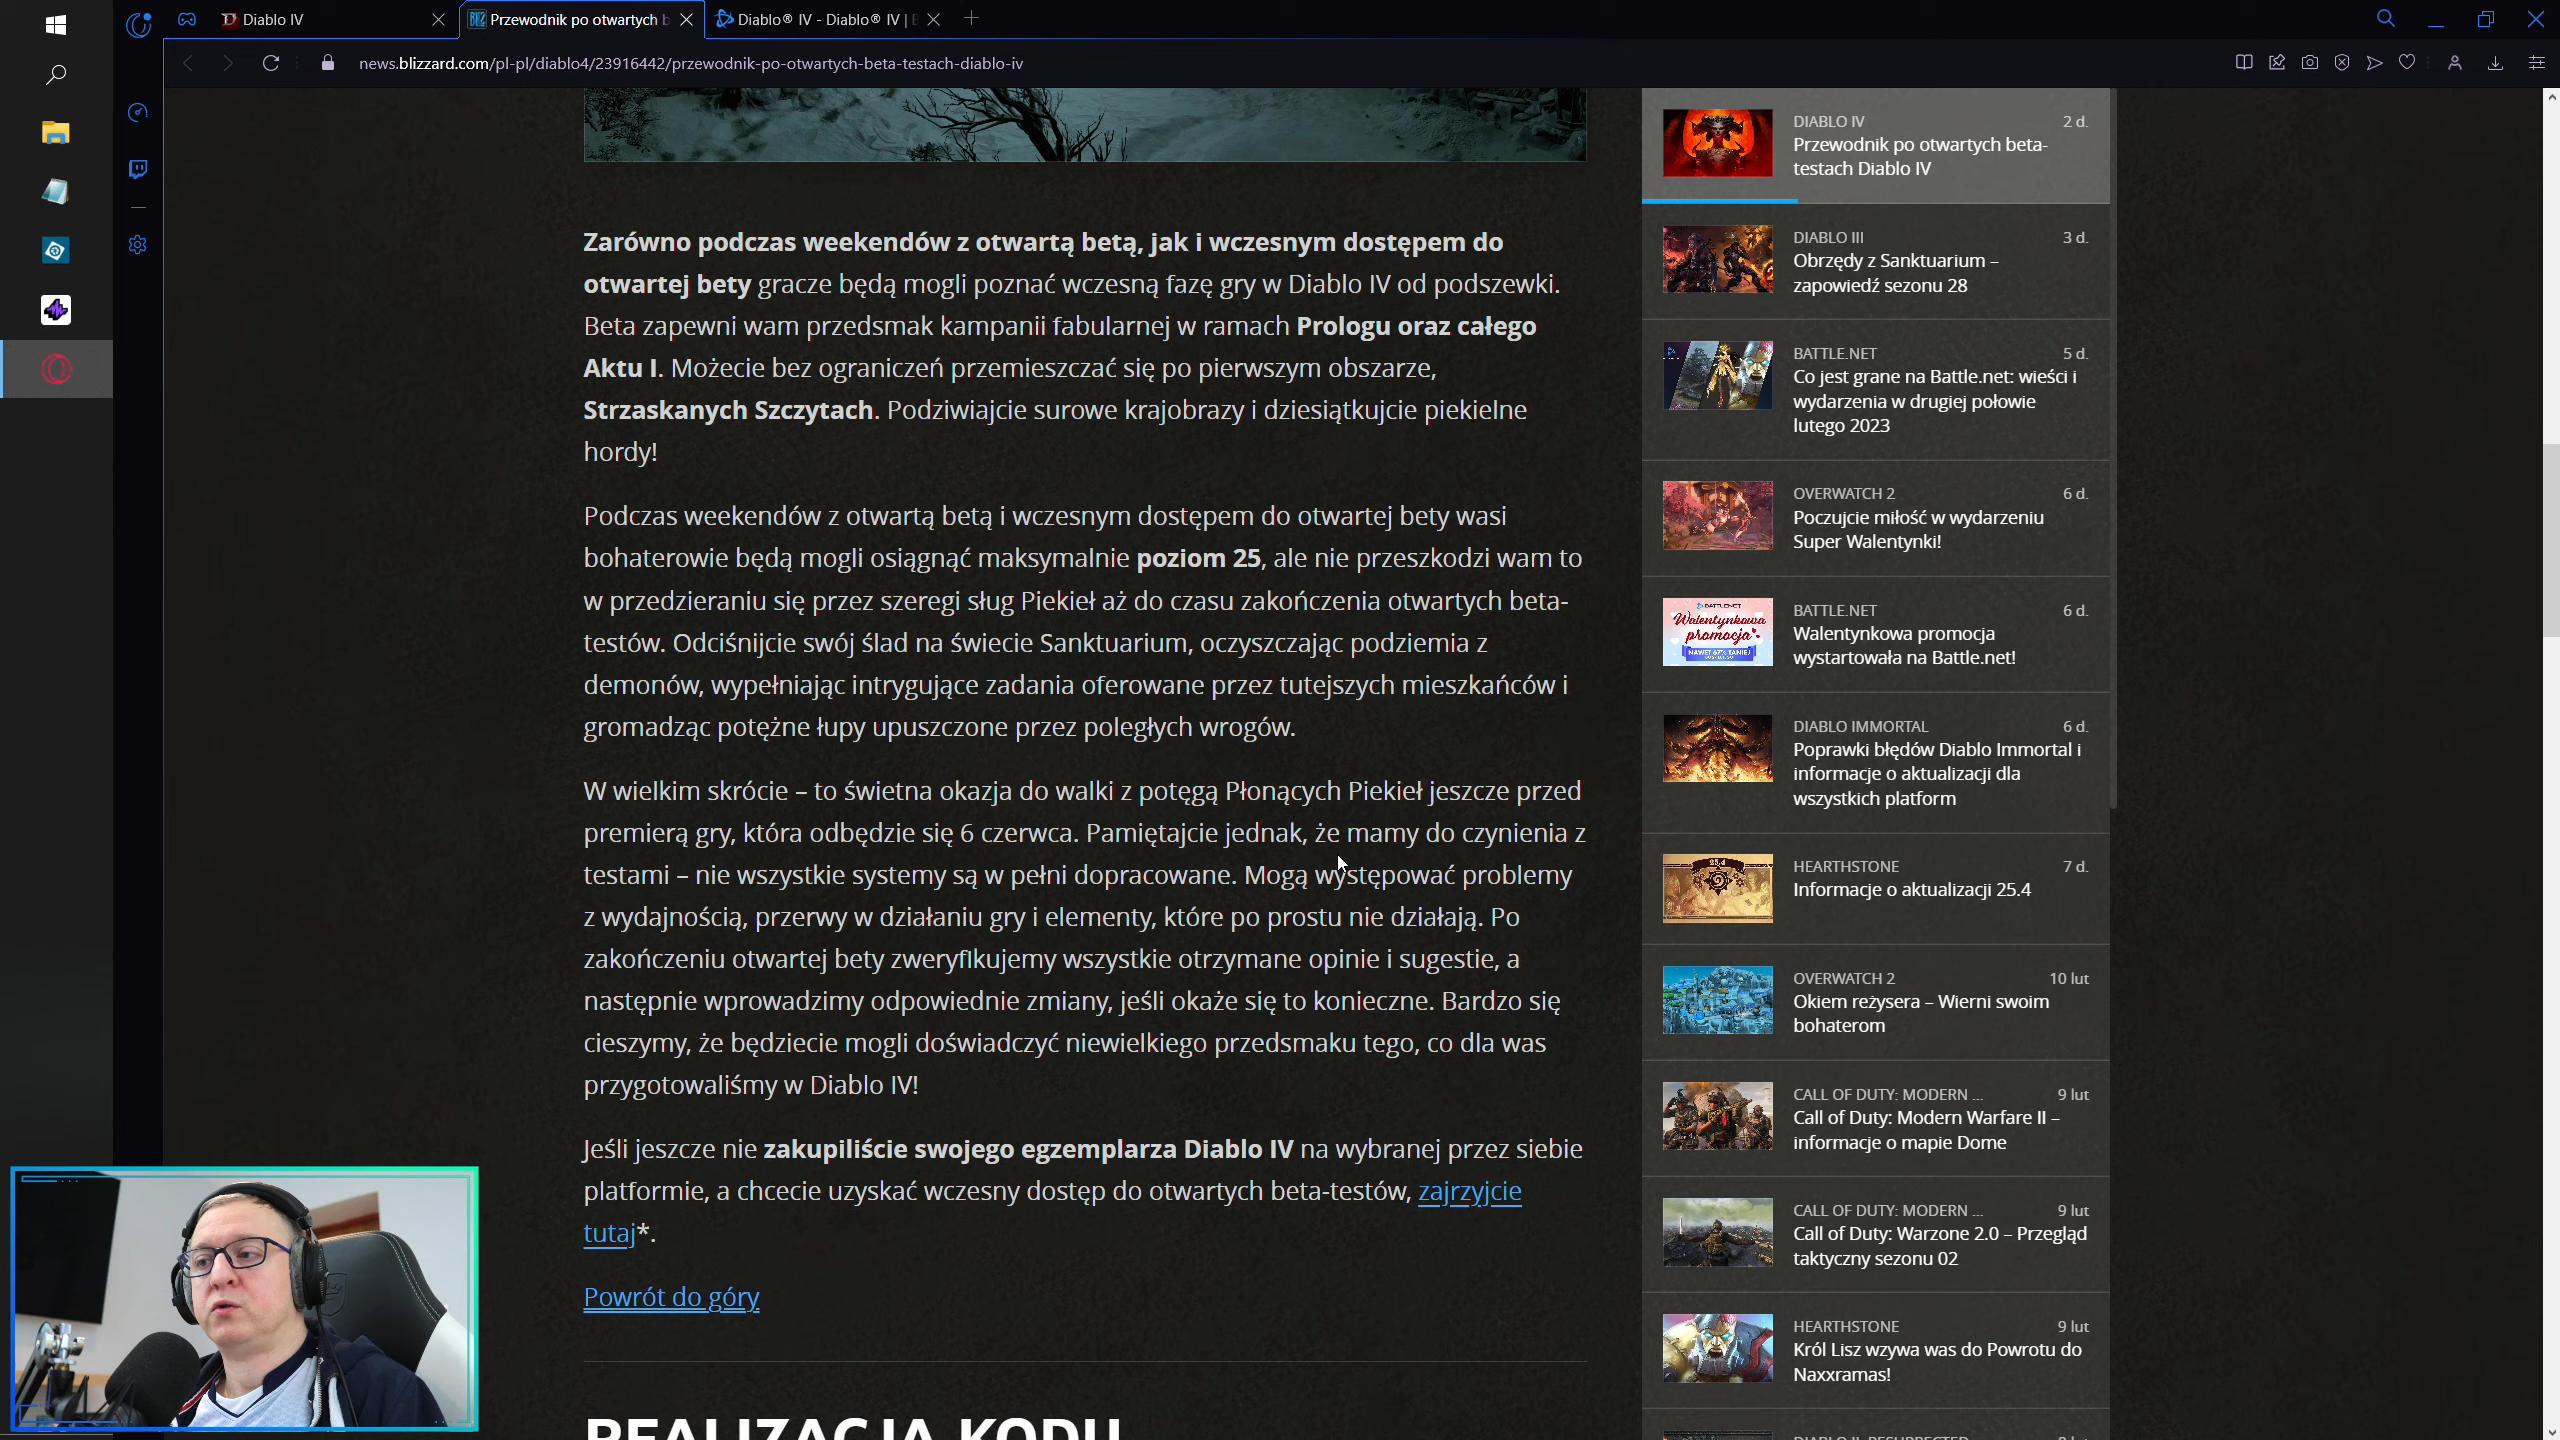 Diablo IV
Przewodnik po otwartych b
Diablo® IV - Diablo® IV |
news.blizzard.com/pl-pl/diablo4/23916442/przewodnik-po-otwartych-beta-testach-diablo-iv
Zarówno podczas weekendów z otwartą betą, jak i wczesnym dostępem do
otwartej bety gracze będą mogli poznać wczesną fazę gry w Diablo IV od podszewki.
Beta zapewni wam przedsmak kampanii fabularnej w ramach Prologu oraz całego
Aktu I. Możecie bez ograniczeń przemieszczać się po pierwszym obszarze,
Strzaskanych Szczytach. Podziwiajcie surowe krajobrazy i dziesiątkujcie piekielne
hordy!
Podczas weekendów z otwartą betą i wczesnym dostępem do otwartej bety wasi
bohaterowie będą mogli osiągnąć maksymalnie poziom 25, ale nie przeszkodzi wam to
w przedzieraniu się przez szeregi sług Piekieł aż do czasu zakończenia otwartych beta-
testów. Odciśnijcie swój ślad na świecie Sanktuarium, oczyszczając podziemia z
demonów, wypełniając intrygujące zadania oferowane przez tutejszych mieszkańców i
gromadząc potężne łupy upuszczone przez poległych wrogów.
W wielkim skrócie – to świetna okazja do walki z potęgą Płonących Piekieł jeszcze przed
premierą gry, która odbędzie się 6 czerwca. Pamiętajcie jednak, że mamy do czynienia z
testami – nie wszystkie systemy są w pełni dopracowane. Mogą występować problemy
z wydajnością, przerwy w działaniu gry i elementy, które po prostu nie działają. Po
zakończeniu otwartej bety zweryfikujemy wszystkie otrzymane opinie i sugestie, a
następnie wprowadzimy odpowiednie zmiany, jeśli okaże się to konieczne. Bardzo się
cieszymy, że będziecie mogli doświadczyć niewielkiego przedsmaku tego, co dla was
przygotowaliśmy w Diablo IV!
Jeśli jeszcze nie zakupiliście swojego egzemplarza Diablo IV na wybranej przez siebie
platformie, a chcecie uzyskać wczesny dostęp do otwartych beta-testów, zajrzyjcie
tutaj*.
Powrót do góry
REALIZACJA KODU
DIABLO IV 2 d.
Przewodnik po otwartych beta-
testach Diablo IV
DIABLO III 3 d.
Obrzędy z Sanktuarium –
zapowiedź sezonu 28
BATTLE.NET 5 d.
Co jest grane na Battle.net: wieści i
wydarzenia w drugiej połowie
lutego 2023
OVERWATCH 2 6 d.
Poczujcie miłość w wydarzeniu
Super Walentynki!
BATTLE.NET
Walentynkowa
promocja
NAWET 67% TANIEJ
BATTLE.NET 6 d.
Walentynkowa promocja
wystartowała na Battle.net!
DIABLO IMMORTAL 6 d.
Poprawki błędów Diablo Immortal i
informacje o aktualizacji dla
wszystkich platform
25.4
HEARTHSTONE 7 d.
Informacje o aktualizacji 25.4
OVERWATCH 2 10 lut
Okiem reżysera – Wierni swoim
bohaterom
CALL OF DUTY: MODERN ... 9 lut
Call of Duty: Modern Warfare II –
informacje o mapie Dome
CALL OF DUTY: MODERN ... 9 lut
Call of Duty: Warzone 2.0 – Przegląd
taktyczny sezonu 02
HEARTHSTONE 9 lut
Król Lisz wzywa was do Powrotu do
Naxxramas!